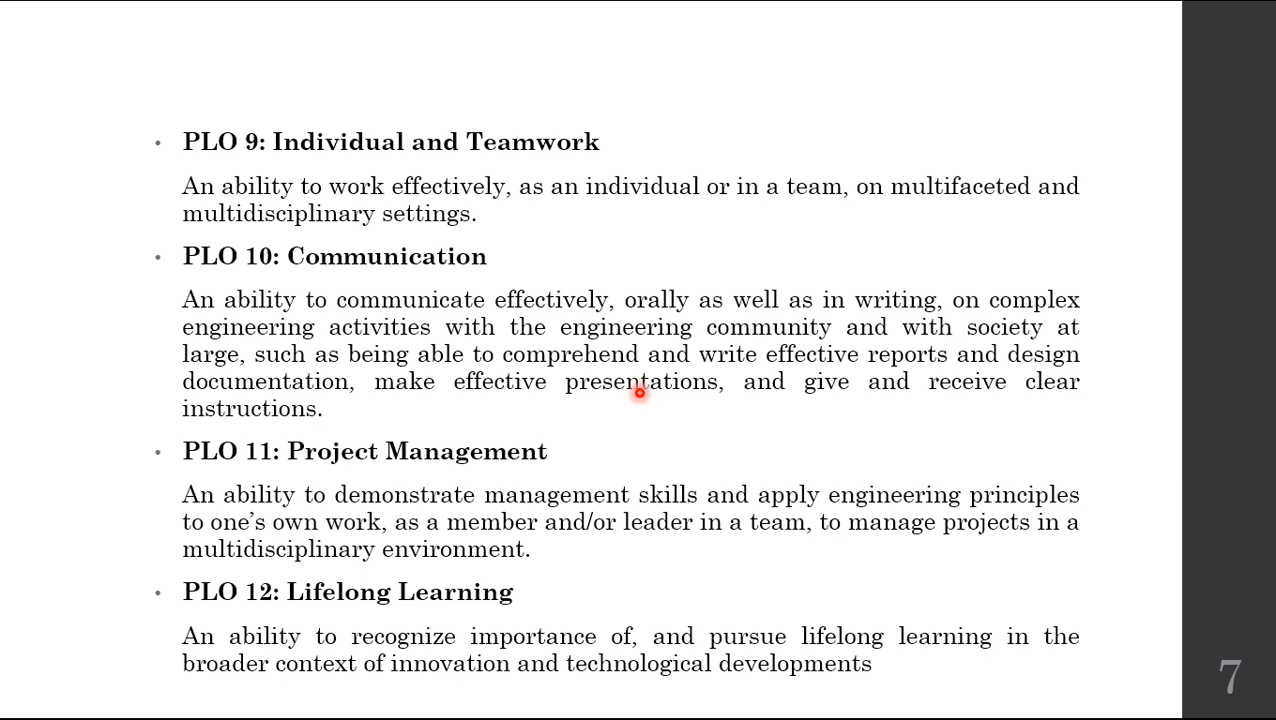 • PLO 9: Individual and Teamwork
An ability to work effectively, as an individual or in a team, on multifaceted and
multidisciplinary settings.
• PLO 10: Communication
An ability to communicate effectively, orally as well as in writing, on complex
engineering activities with the engineering community and with society at
large, such as being able to comprehend and write effective reports and design
documentation, make effective presentations, and give and receive clear
instructions.
• PLO 11: Project Management
An ability to demonstrate management skills and apply engineering principles
to one’s own work, as a member and/or leader in a team, to manage projects in a
multidisciplinary environment.
• PLO 12: Lifelong Learning
An ability to recognize importance of, and pursue lifelong learning in the
broader context of innovation and technological developments
7